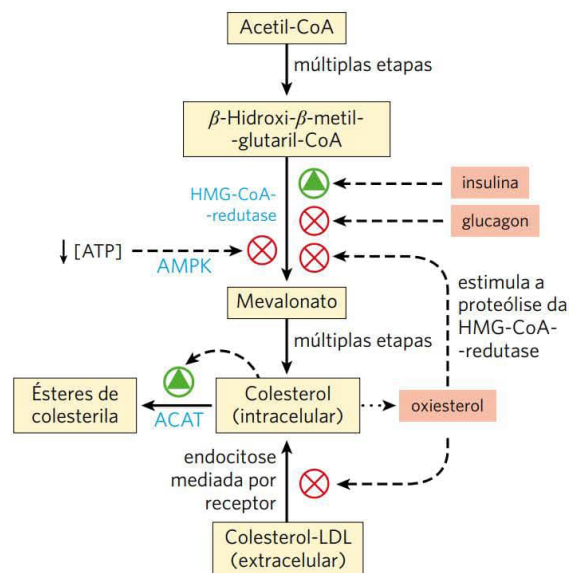 Acetil-CoA
múltiplas etapas
β-Hidroxi-β-metil-
-glutaril-CoA
HMG-CoA-
-redutase
insulina
glucagon
↓ [ATP]
AMPK
estimula a
proteólise da
HMG-CoA-
-redutase
Mevalonato
múltiplas etapas
Ésteres de
colesterila
ACAT
Colesterol
(intracelular)
oxiesterol
endocitose
mediada por
receptor
Colesterol-LDL
(extracelular)